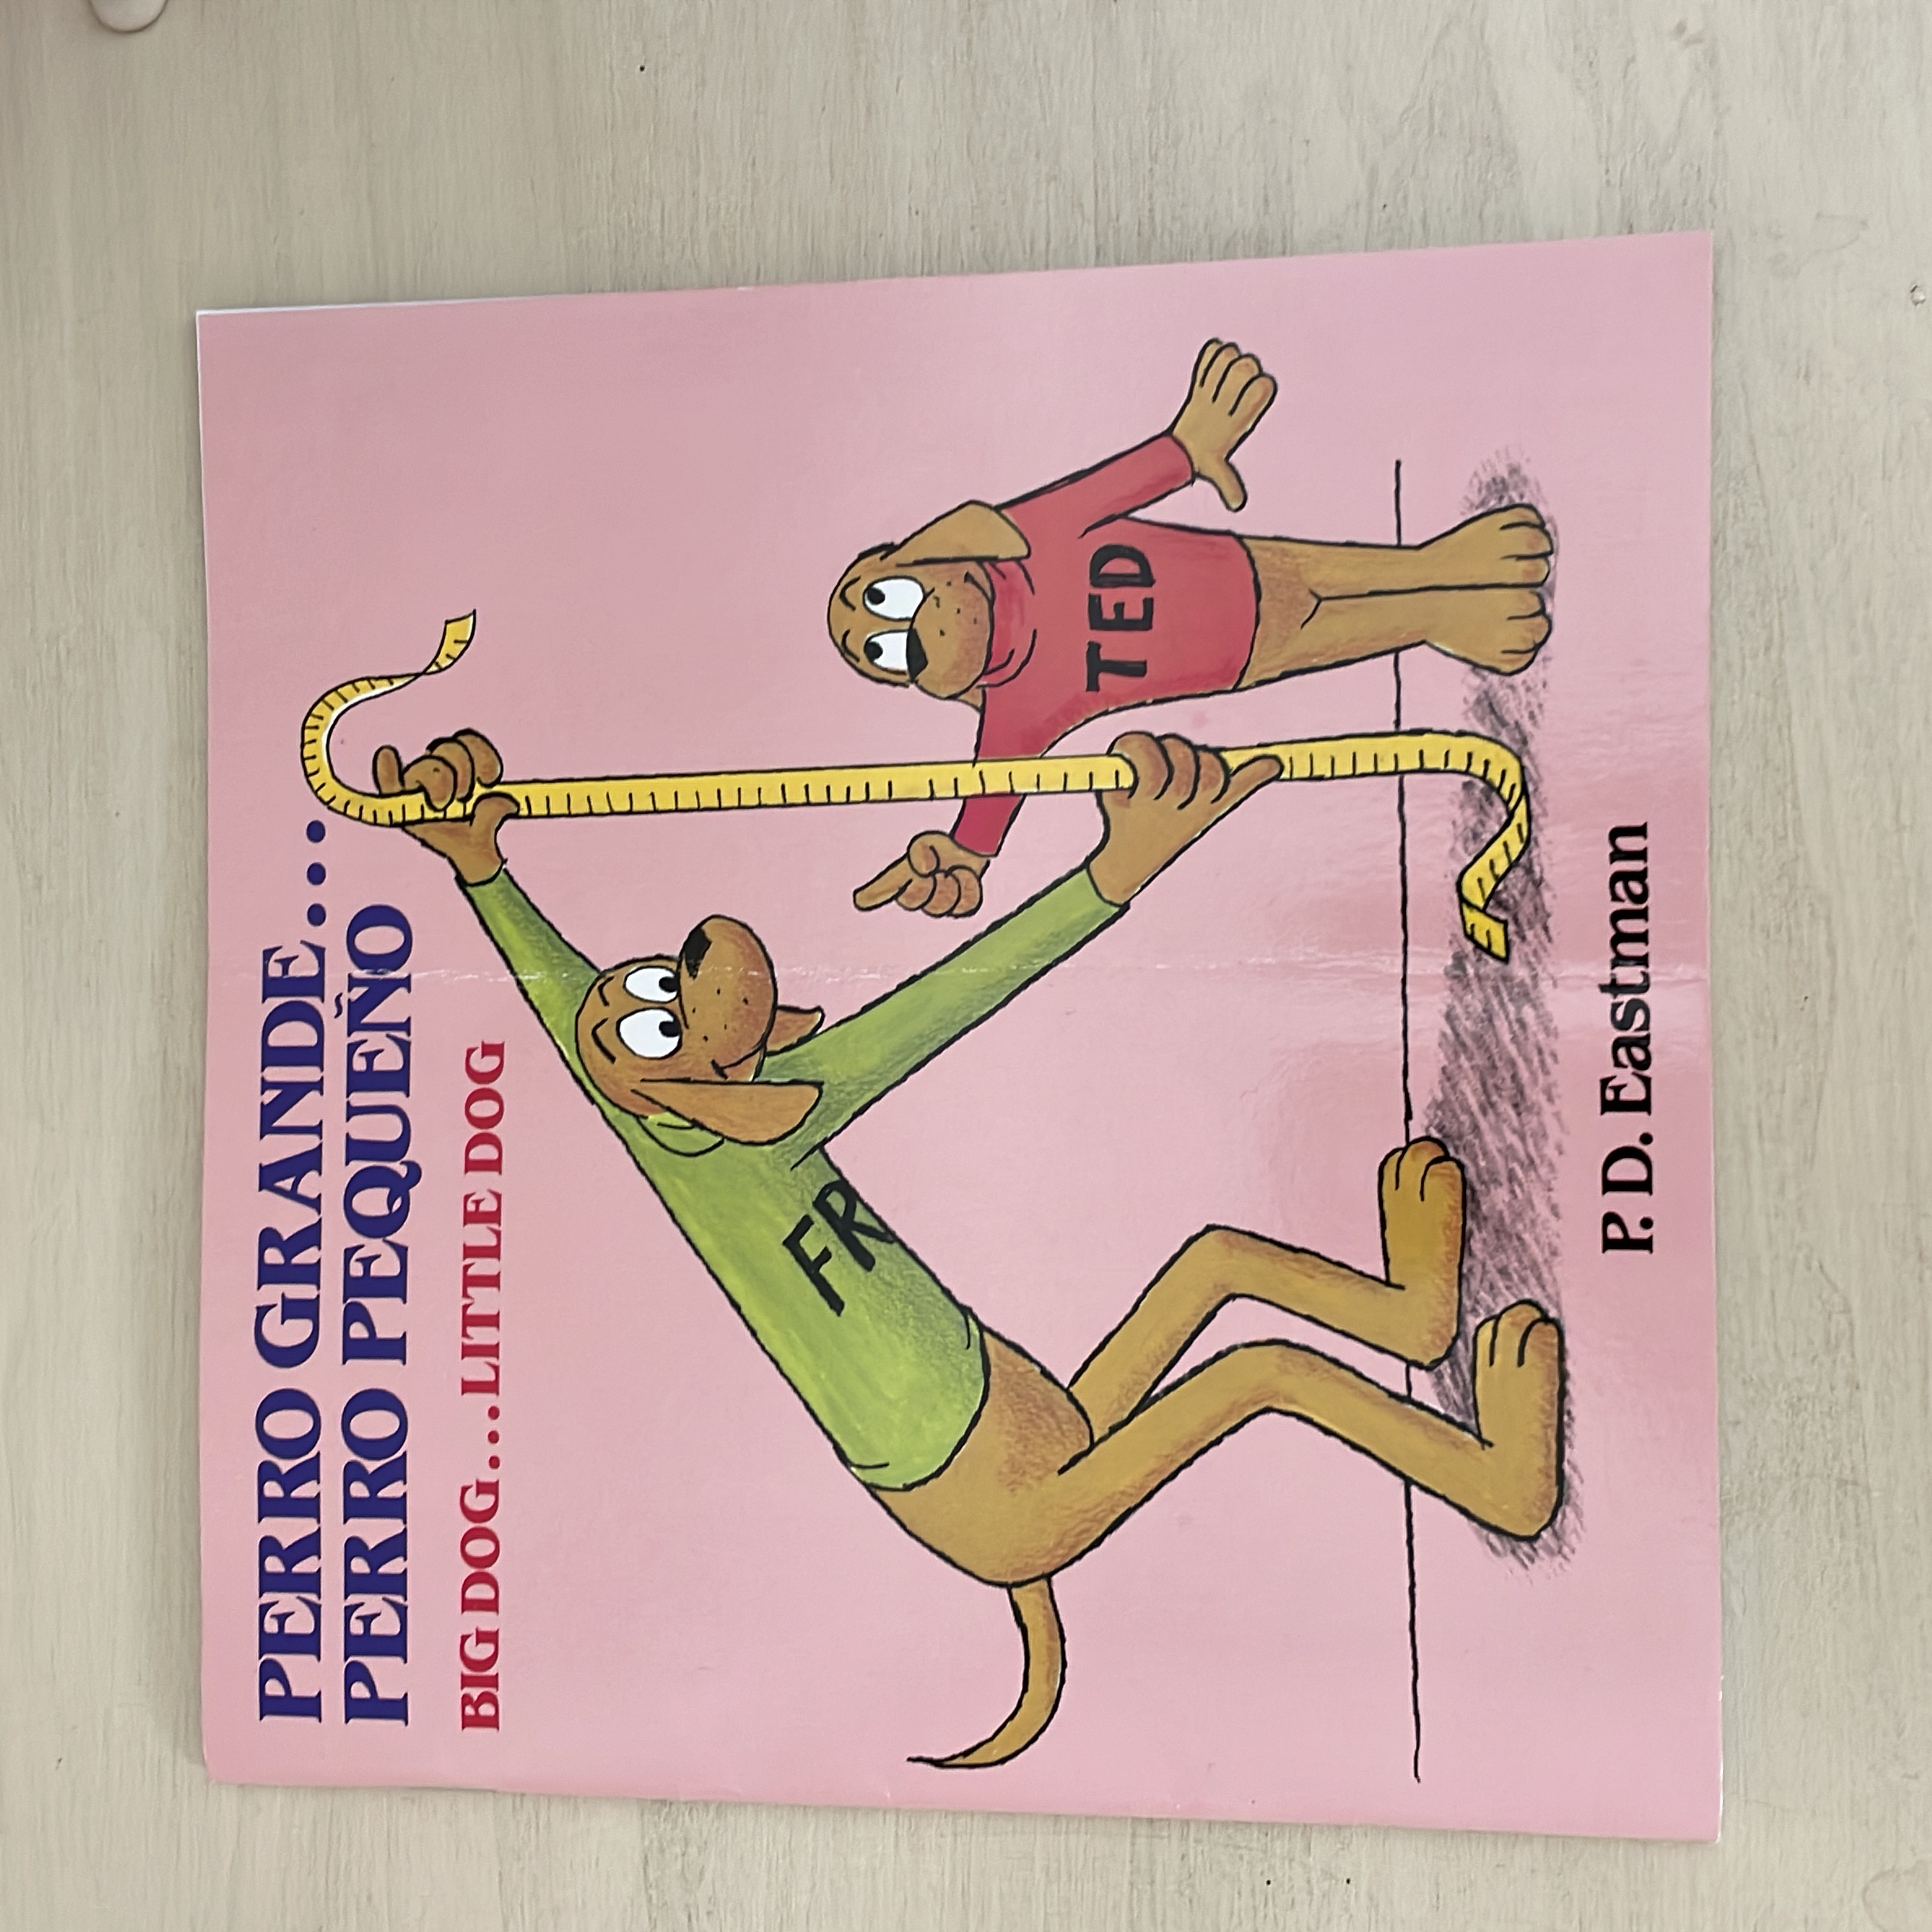 PERRO GRANDE...
PERRO PEQUEÑO
BIG DOG...LITTLE DOG
FR
TED
P. D. Eastman